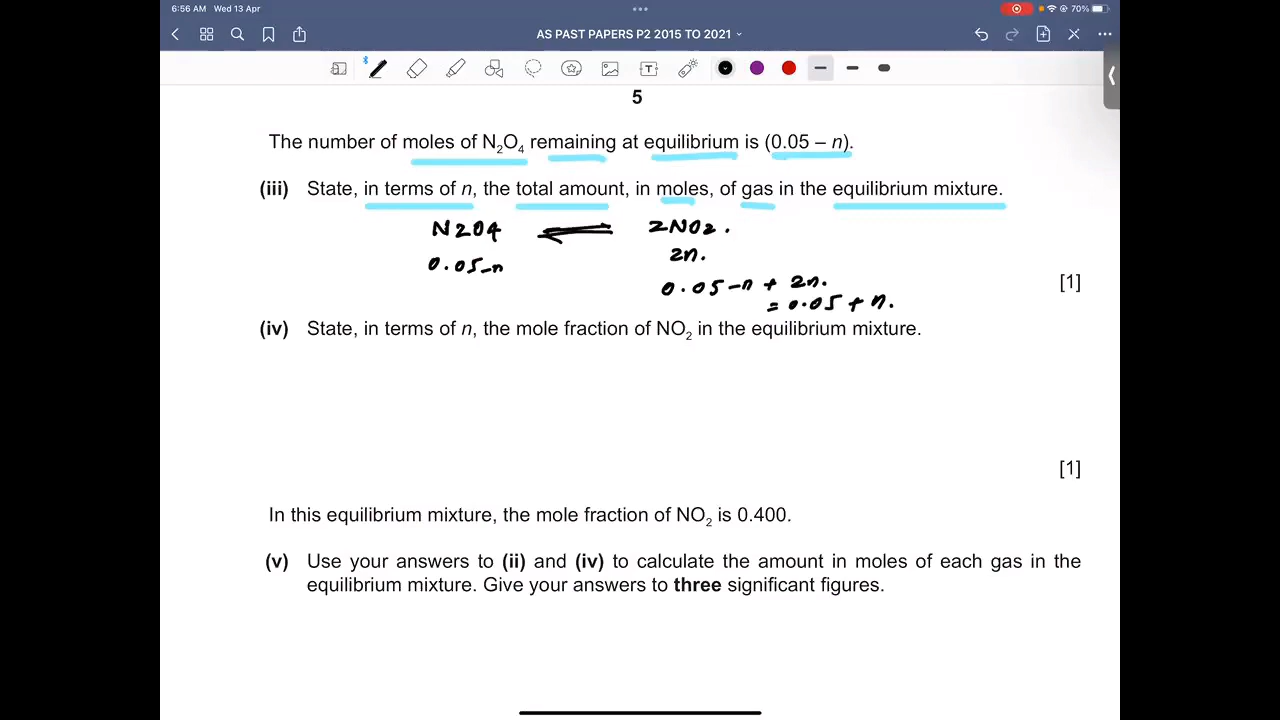 6:56 AM Wed 13 Apr
70%
AS PAST PAPERS P2 2015 TO 2021
5
The number of moles of N₂O₄ remaining at equilibrium is (0.05 – n).
(iii) State, in terms of n, the total amount, in moles, of gas in the equilibrium mixture.
N2O4 ⇌ 2NO2.
0.05-n 2n.
0.05-n + 2n.
= 0.05 + n.
[1]
(iv) State, in terms of n, the mole fraction of NO₂ in the equilibrium mixture.
[1]
In this equilibrium mixture, the mole fraction of NO₂ is 0.400.
(v) Use your answers to (ii) and (iv) to calculate the amount in moles of each gas in the
equilibrium mixture. Give your answers to three significant figures.